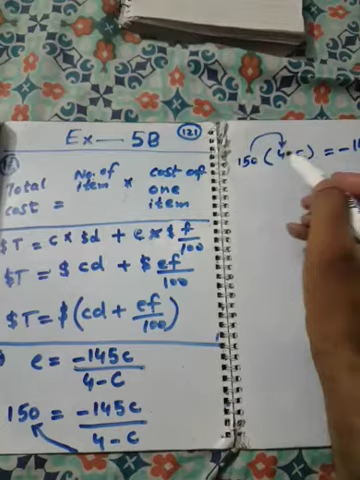 Ex — 5B
121
Total cost = No. of item × cost of one item
$T = c × $d + e × $ f/100
$T = $ cd + $ ef/100
$T = $(cd + ef/100)
e = -145c / 4-c
150 = -145c / 4-c
150 (4-c) = -14